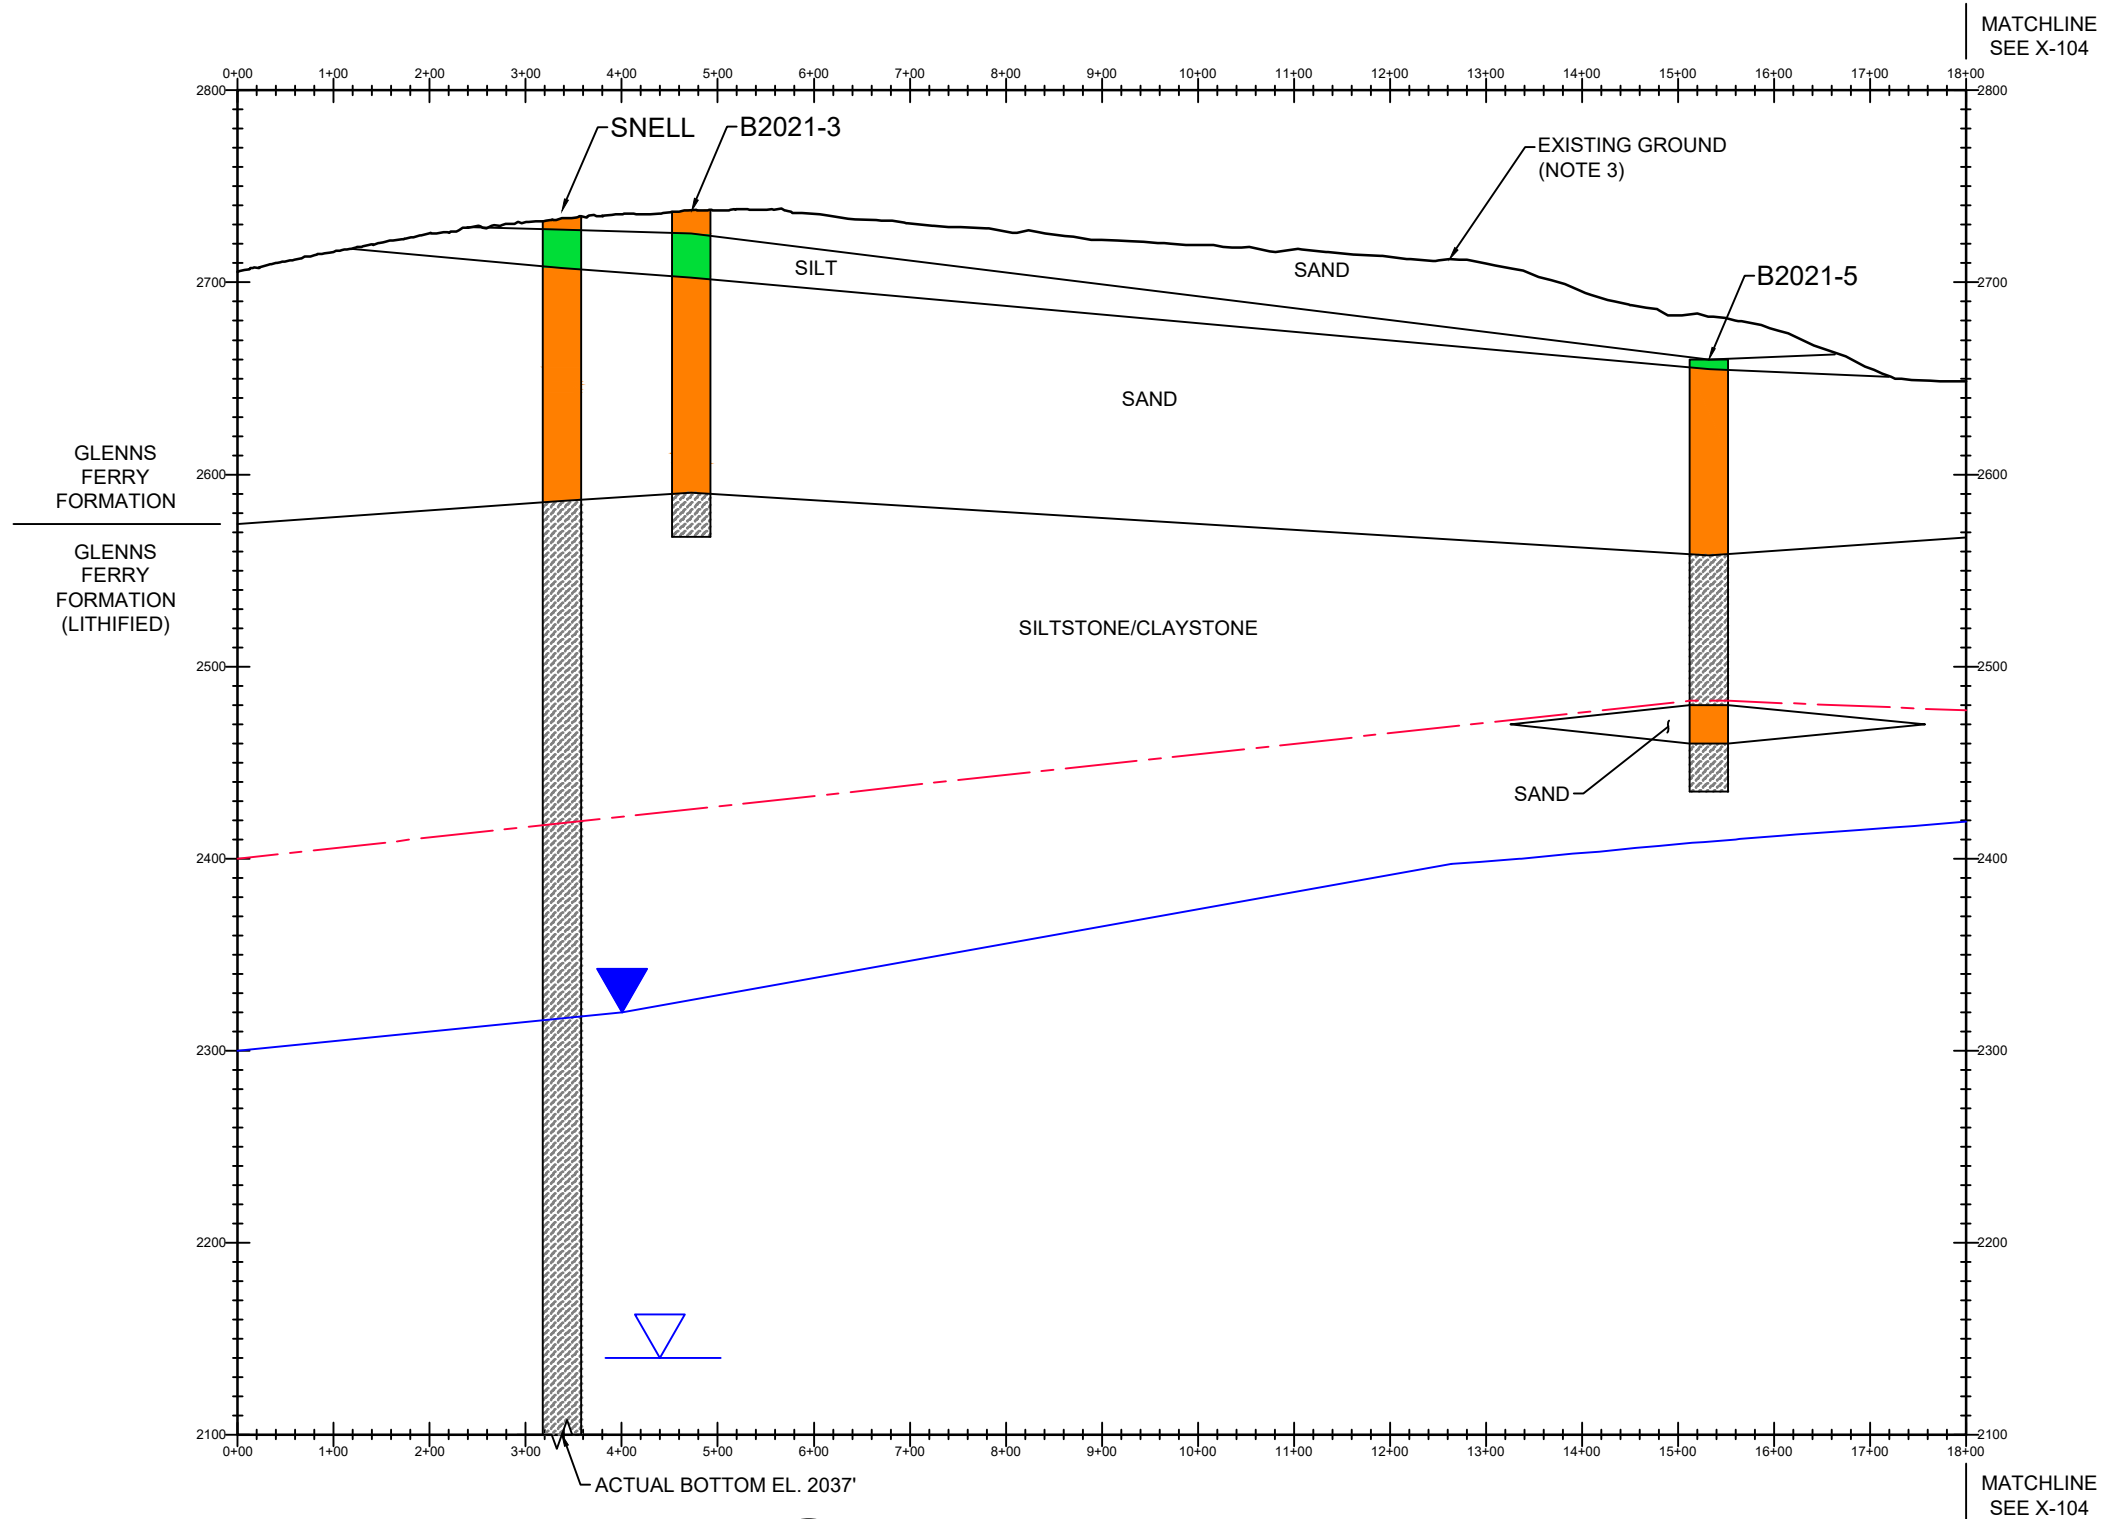 MATCHLINE
SEE X-104
0+00 1+00 2+00 3+00 4+00 5+00 6+00 7+00 8+00 9+00 10+00 11+00 12+00 13+00 14+00 15+00 16+00 17+00 18+00
2800 2800
SNELL B2021-3
EXISTING GROUND
(NOTE 3)
SILT SAND
B2021-5
2700 2700
SAND
GLENNS
FERRY
FORMATION
2600 2600
GLENNS
FERRY
FORMATION
(LITHIFIED)
SILTSTONE/CLAYSTONE
2500 2500
SAND
2400 2400
2300 2300
2200 2200
2100 2100
0+00 1+00 2+00 3+00 4+00 5+00 6+00 7+00 8+00 9+00 10+00 11+00 12+00 13+00 14+00 15+00 16+00 17+00 18+00
ACTUAL BOTTOM EL. 2037'
MATCHLINE
SEE X-104